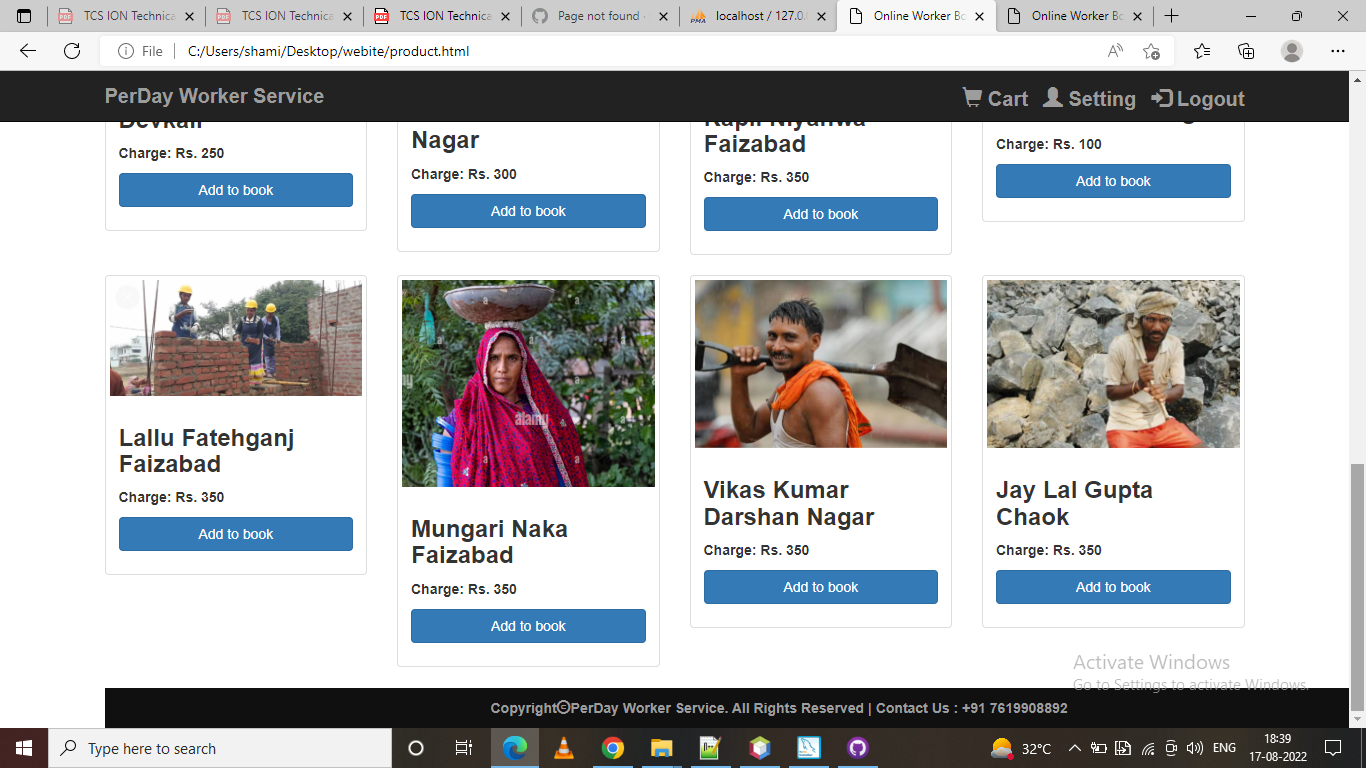 TCS ION Technica
TCS ION Technica
TCS ION Technica
Page not found
localhost / 127.0.
Online Worker Bo
Online Worker Bo
File
C:/Users/shami/Desktop/webite/product.html
PerDay Worker Service
Cart
Setting
Logout
Devkali
Charge: Rs. 250
Add to book
Nagar
Charge: Rs. 300
Add to book
Faizabad
Charge: Rs. 350
Add to book
Charge: Rs. 100
Add to book
Lallu Fatehganj
Faizabad
Charge: Rs. 350
Add to book
alamy
Mungari Naka
Faizabad
Charge: Rs. 350
Add to book
Vikas Kumar
Darshan Nagar
Charge: Rs. 350
Add to book
Jay Lal Gupta
Chaok
Charge: Rs. 350
Add to book
Activate Windows
Go to Settings to activate Windows.
Copyright©PerDay Worker Service. All Rights Reserved | Contact Us : +91 7619908892
Type here to search
32°C
ENG
18:39
17-08-2022